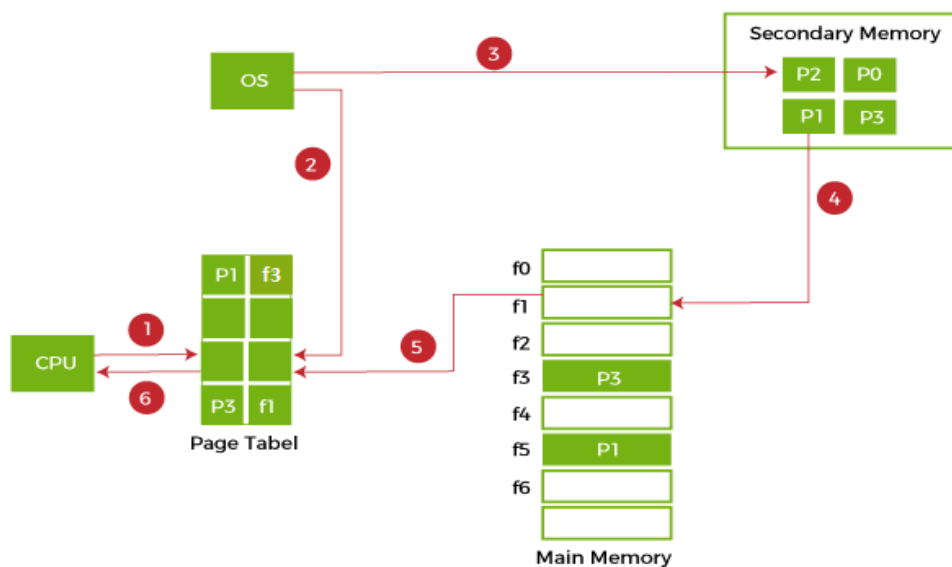 Secondary Memory
3
OS
P2 P0
P1 P3
2
4
P1 f3
f0
f1
1
5
f2
CPU
f3 P3
6
P3 f1
f4
Page Tabel
f5 P1
f6
Main Memory